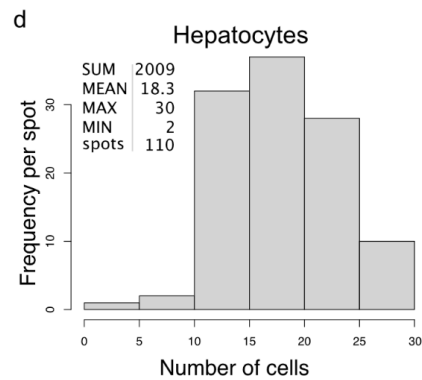 d
Hepatocytes
SUM 2009
MEAN 18.3
MAX 30
MIN 2
spots 110
Frequency per spot
30
20
10
0
0 5 10 15 20 25 30
Number of cells